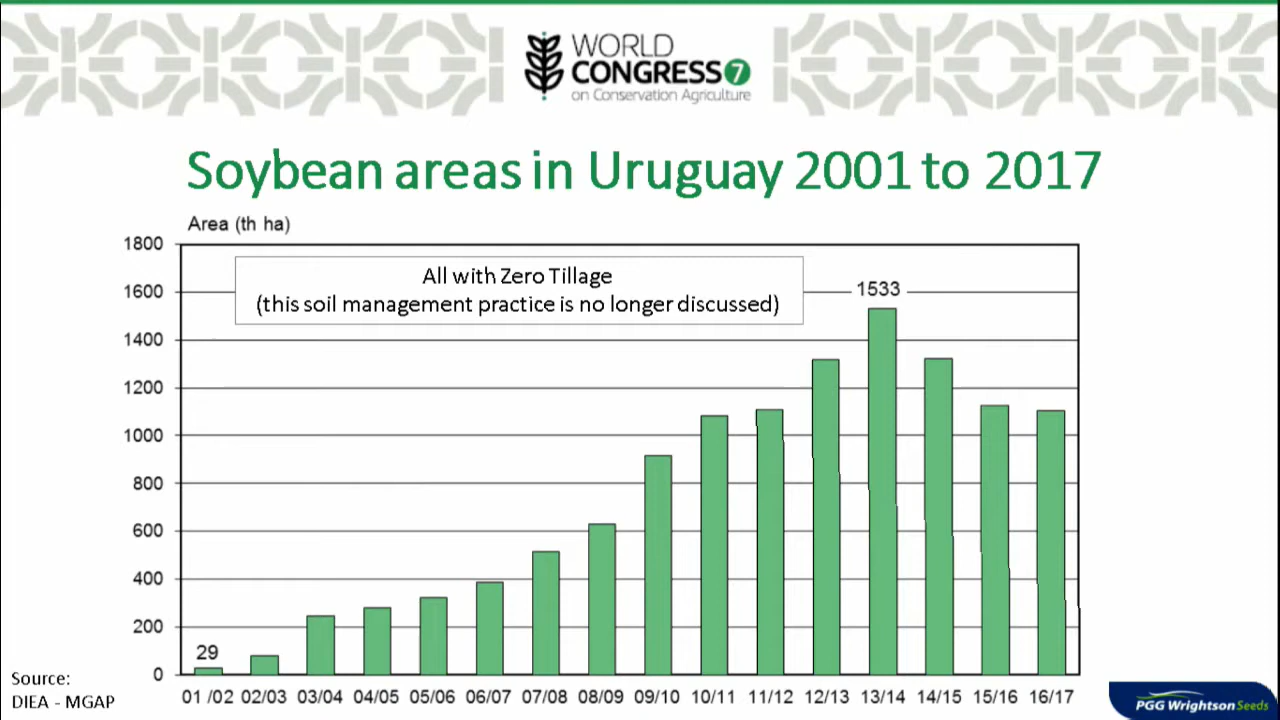 WORLD
CONGRESS 7
on Conservation Agriculture
Soybean areas in Uruguay 2001 to 2017
Area (th ha)
1800
1600
1400
1200
1000
800
600
400
200
0
All with Zero Tillage
(this soil management practice is no longer discussed)
1533
29
01 /02 02/03 03/04 04/05 05/06 06/07 07/08 08/09 09/10 10/11 11/12 12/13 13/14 14/15 15/16 16/17
Source:
DIEA - MGAP
PGG Wrightson Seeds